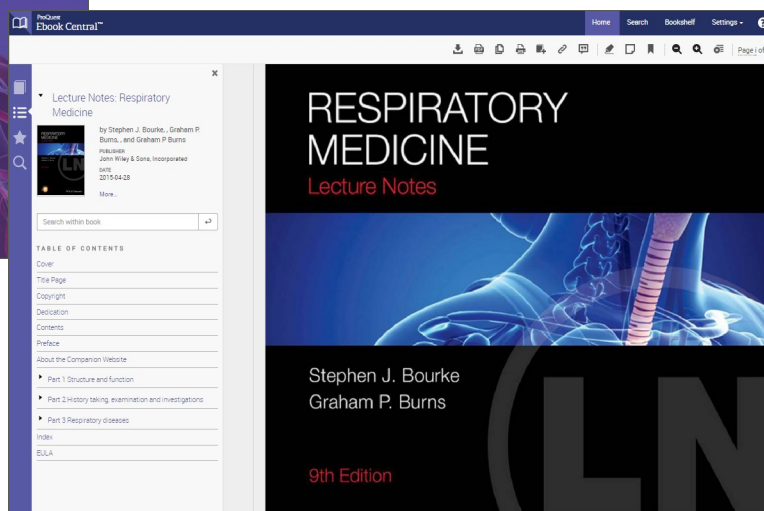 ProQuest
Ebook Central™
Home
Search
Bookshelf
Settings
Page i of
Lecture Notes: Respiratory
Medicine
by Stephen J. Bourke, , Graham P.
Burns, , and Graham P Burns
PUBLISHER
John Wiley & Sons, Incorporated
DATE
2015-04-28
More..
Search within book
TABLE OF CONTENTS
Cover
Title Page
Copyright
Dedication
Contents
Preface
About the Companion Website
Part 1 Structure and function
Part 2:History taking, examination and investigations
Part 3:Respiratory diseases
Index
EULA
RESPIRATORY
MEDICINE
Lecture Notes
Stephen J. Bourke
Graham P. Burns
9th Edition
LN